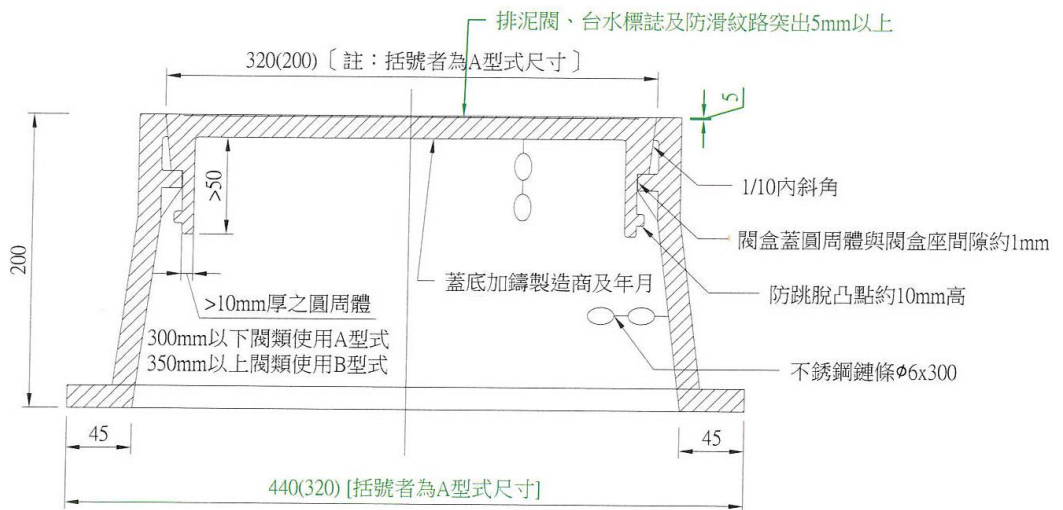 排泥閥、台水標誌及防滑紋路突出5mm以上
320(200)〔註：括號者為A型式尺寸〕
5
>50
1/10內斜角
200
閥盒蓋圓周體與閥盒座間隙約1mm
蓋底加鑄製造商及年月
防跳脫凸點約10mm高
>10mm厚之圓周體
300mm以下閥類使用A型式
350mm以上閥類使用B型式
不銹鋼鏈條φ6x300
45
45
440(320) [括號者為A型式尺寸]